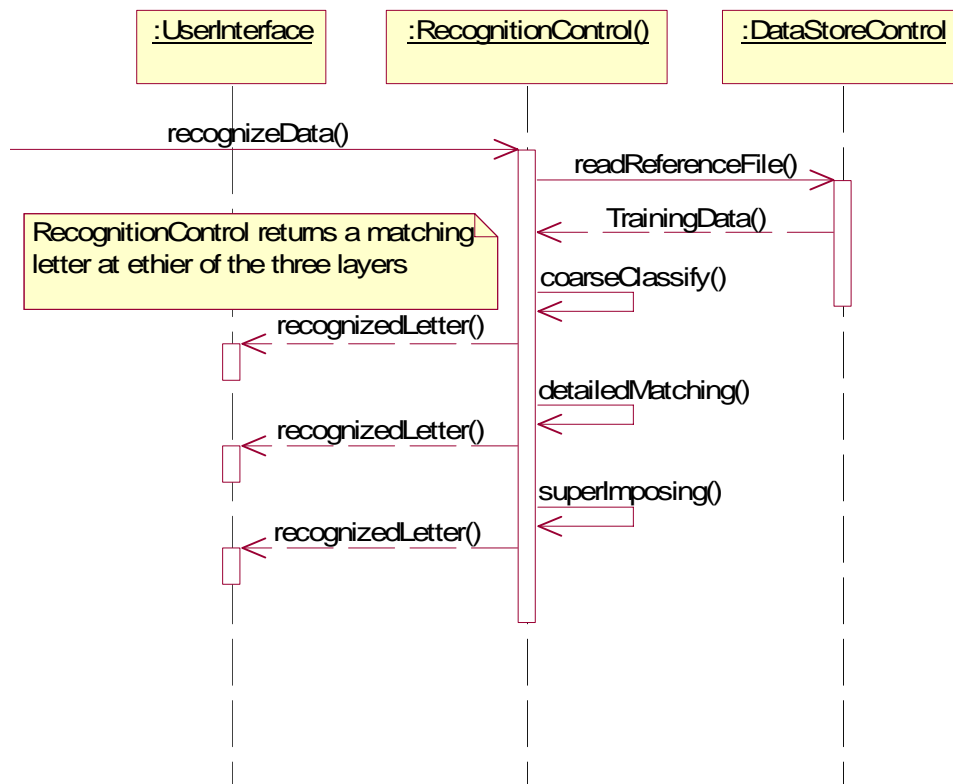 :UserInterface
:RecognitionControl()
:DataStoreControl
recognizeData()
readReferenceFile()
TrainingData()
RecognitionControl returns a matching
letter at ethier of the three layers
coarseClassify()
recognizedLetter()
detailedMatching()
recognizedLetter()
superImposing()
recognizedLetter()